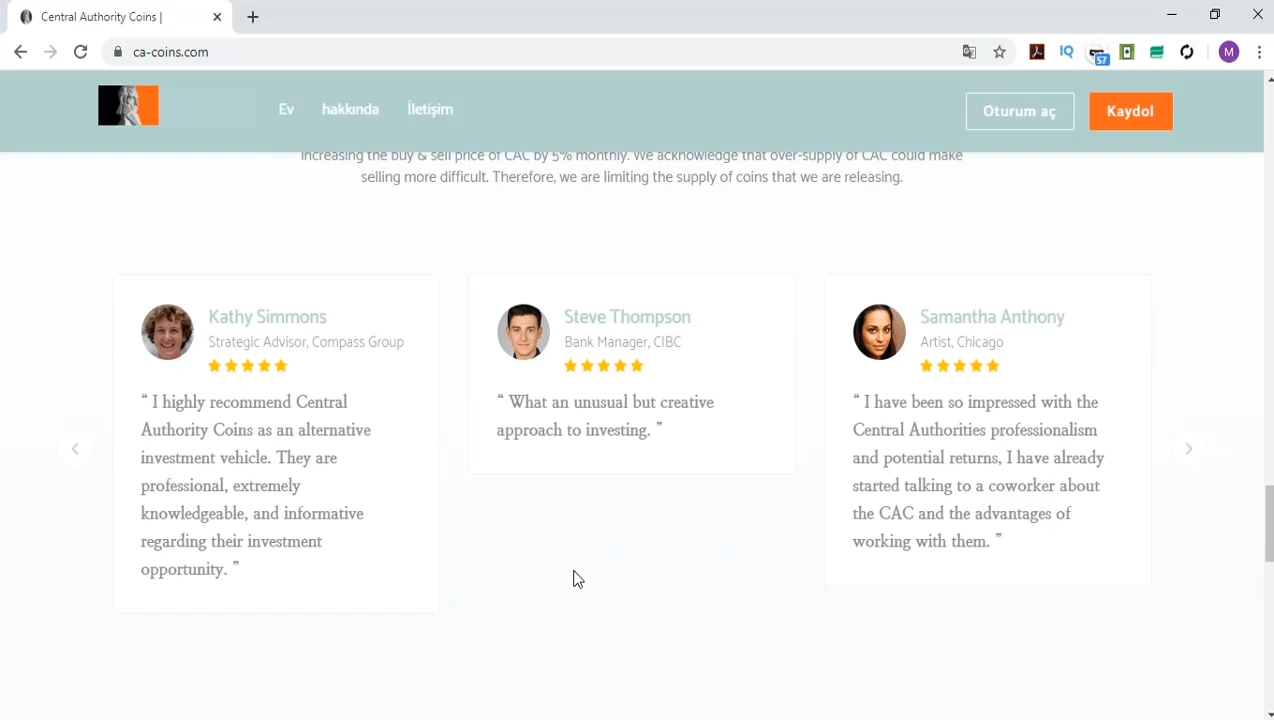 Central Authority Coins |
ca-coins.com
57
M
Ev hakkında İletişim Oturum aç Kaydol
increasing the buy & sell price of CAC by 5% monthly. We acknowledge that over-supply of CAC could make
selling more difficult. Therefore, we are limiting the supply of coins that we are releasing.
Kathy Simmons
Strategic Advisor, Compass Group
“ I highly recommend Central
Authority Coins as an alternative
investment vehicle. They are
professional, extremely
knowledgeable, and informative
regarding their investment
opportunity. ”
Steve Thompson
Bank Manager, CIBC
“ What an unusual but creative
approach to investing. ”
Samantha Anthony
Artist, Chicago
“ I have been so impressed with the
Central Authorities professionalism
and potential returns, I have already
started talking to a coworker about
the CAC and the advantages of
working with them. ”